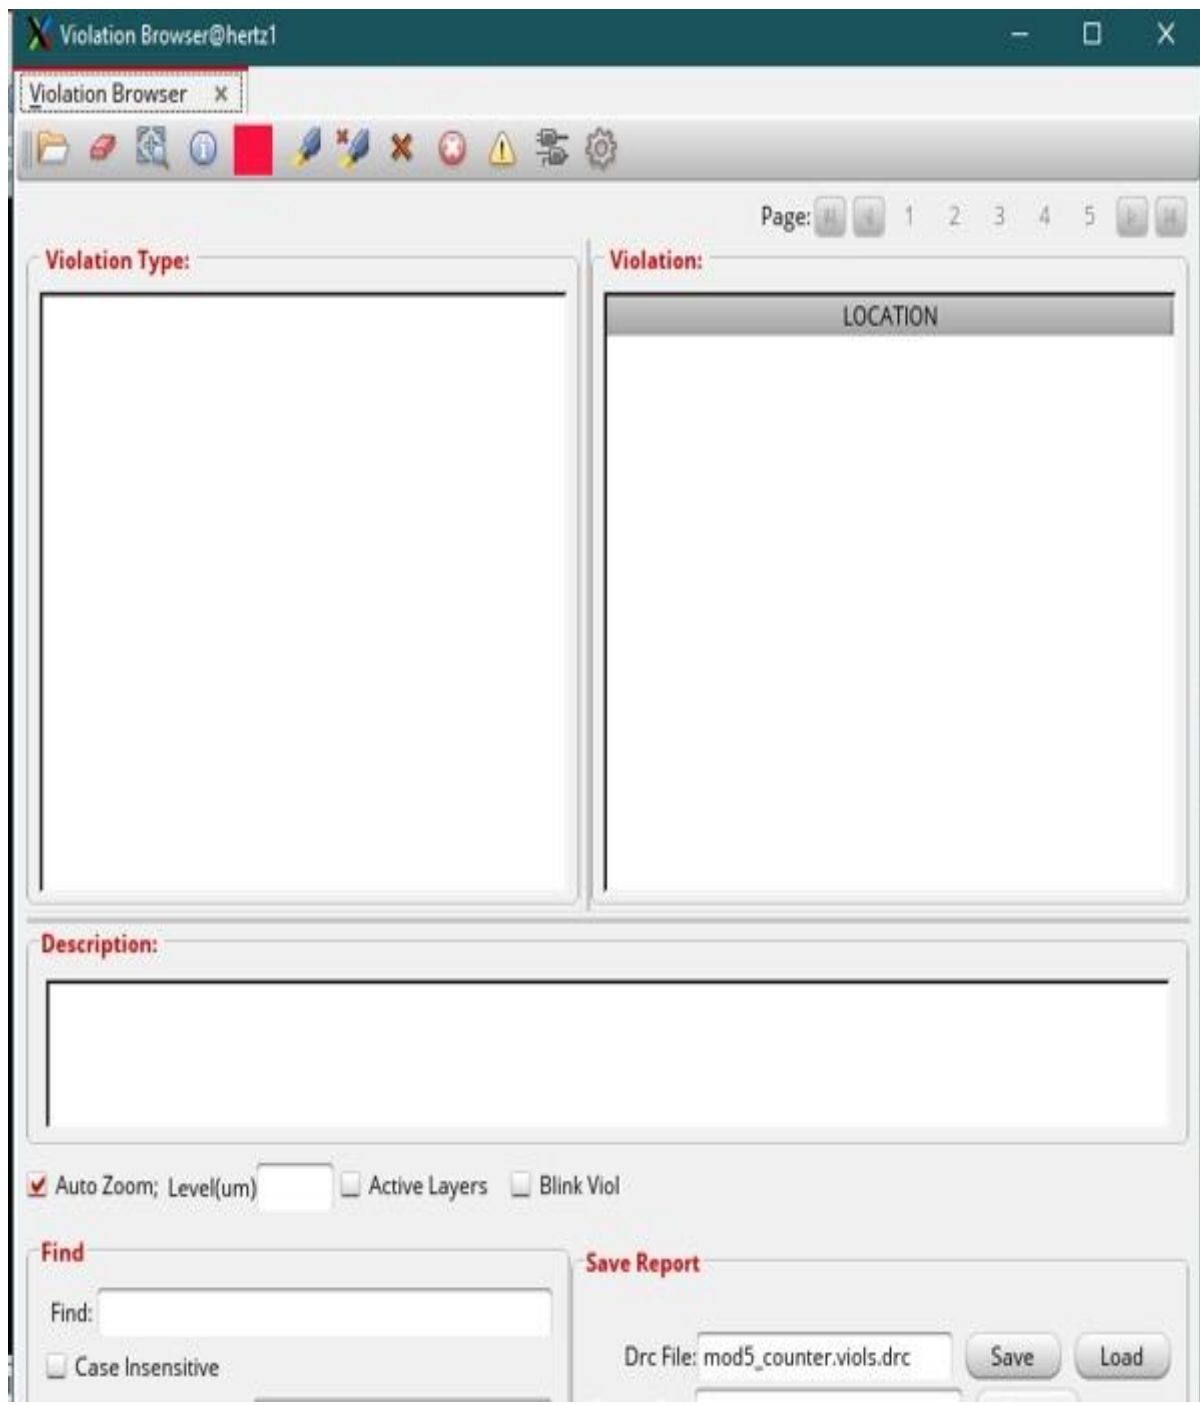 Violation Browser@hertz1
Violation Browser
Page: 1 2 3 4 5
Violation Type:
Violation:
LOCATION
Description:
Auto Zoom; Level(um) Active Layers Blink Viol
Find
Save Report
Find:
Case Insensitive
Drc File: mod5_counter.viols.drc Save Load